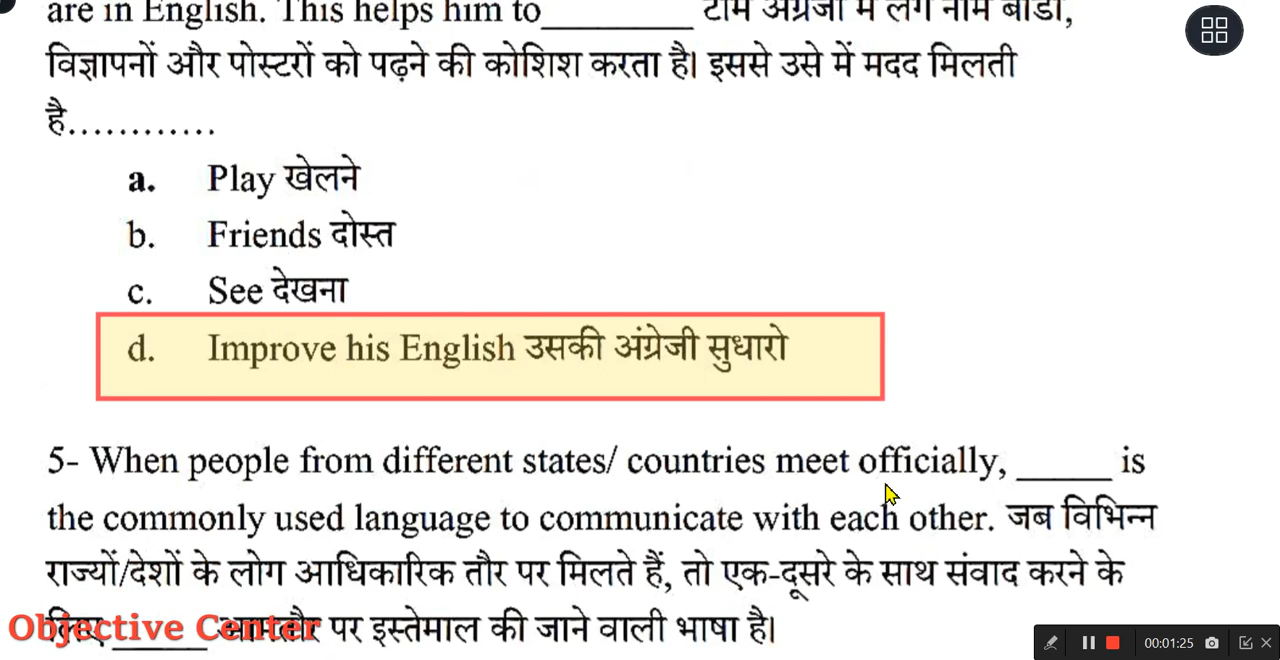 are in English. This helps him to_________ टीम अंग्रेजी में लगे नाम बोर्डों,
विज्ञापनों और पोस्टरों को पढ़ने की कोशिश करता है। इससे उसे में मदद मिलती
है............
a. Play खेलने
b. Friends दोस्त
c. See देखना
d. Improve his English उसकी अंग्रेजी सुधारो
5- When people from different states/ countries meet officially, ______ is
the commonly used language to communicate with each other. जब विभिन्न
राज्यों/देशों के लोग आधिकारिक तौर पर मिलते हैं, तो एक-दूसरे के साथ संवाद करने के
लिए ______ आमतौर पर इस्तेमाल की जाने वाली भाषा है।
Objective Center
00:01:25